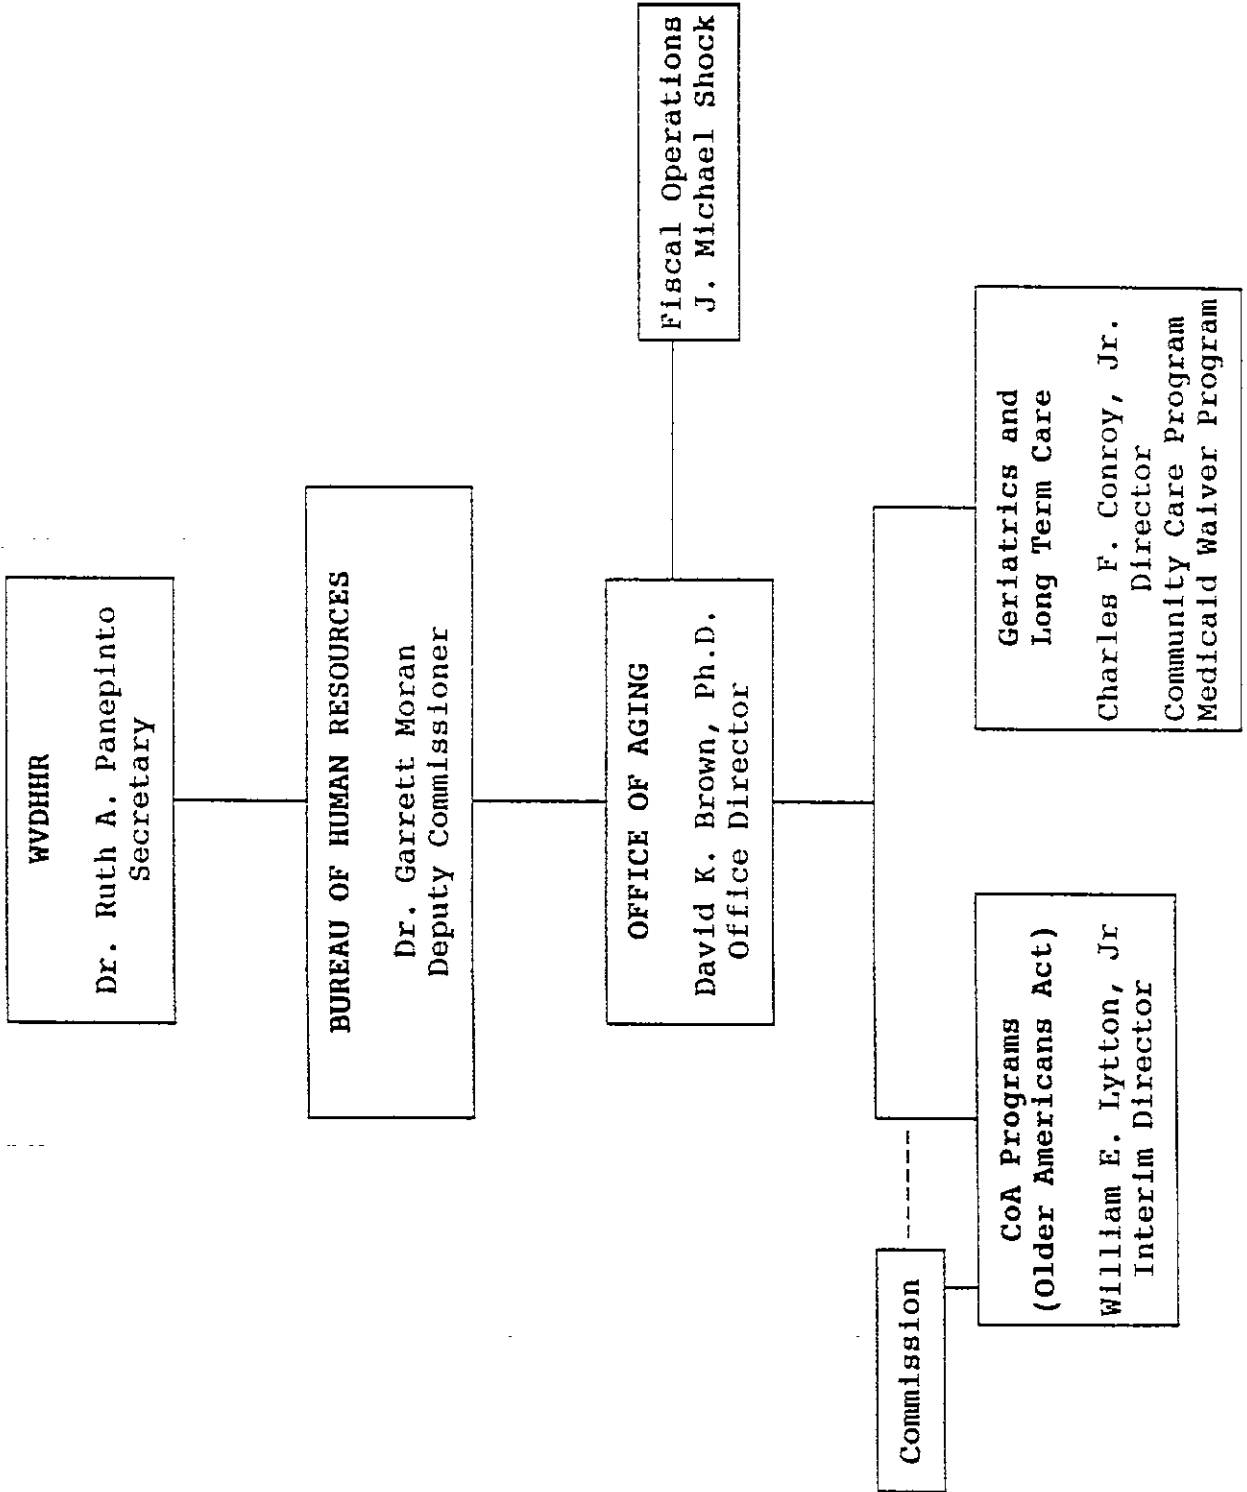 WVDHHR
Dr. Ruth A. Panepinto
Secretary
BUREAU OF HUMAN RESOURCES
Dr. Garrett Moran
Deputy Commissioner
OFFICE OF AGING
David K. Brown, Ph.D.
Office Director
Fiscal Operations
J. Michael Shock
Commission
CoA Programs
(Older Americans Act)
William E. Lytton, Jr
Interim Director
Geriatrics and
Long Term Care
Charles F. Conroy, Jr.
Director
Community Care Program
Medicaid Waiver Program